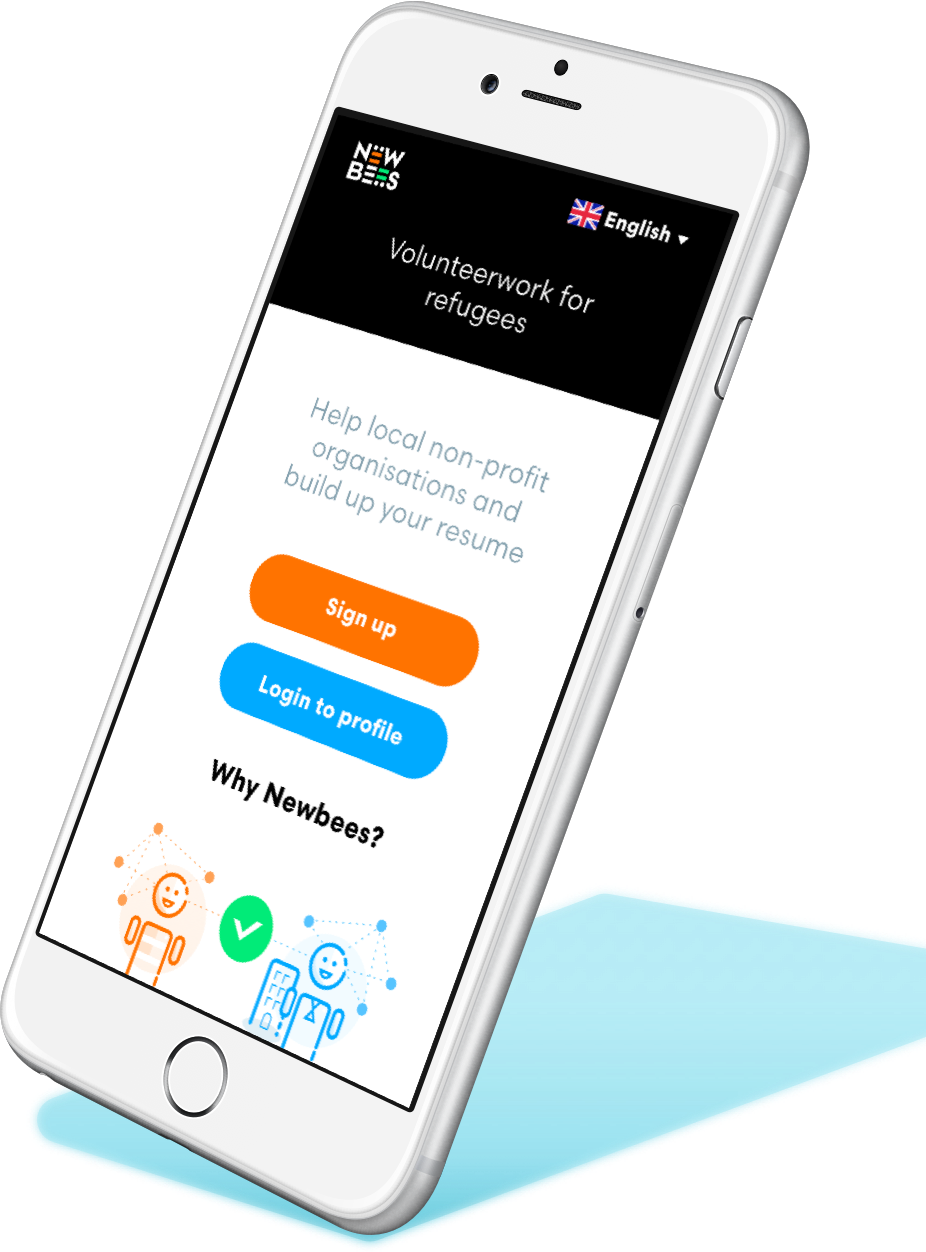 NEW
BEES
English
Volunteerwork for
refugees
Help local non-profit
organisations and
build up your resume
Sign up
Login to profile
Why Newbees?